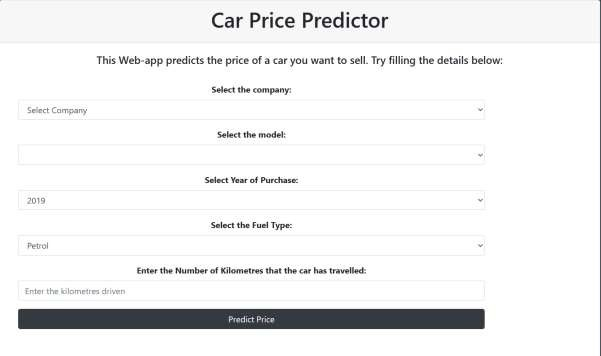 Car Price Predictor
This Web-app predicts the price of a car you want to sell. Try filling the details below:
Select the company:
Select Company
Select the model:
Select Year of Purchase:
2019
Select the Fuel Type:
Petrol
Enter the Number of Kilometres that the car has travelled:
Enter the kilometres driven
Predict Price